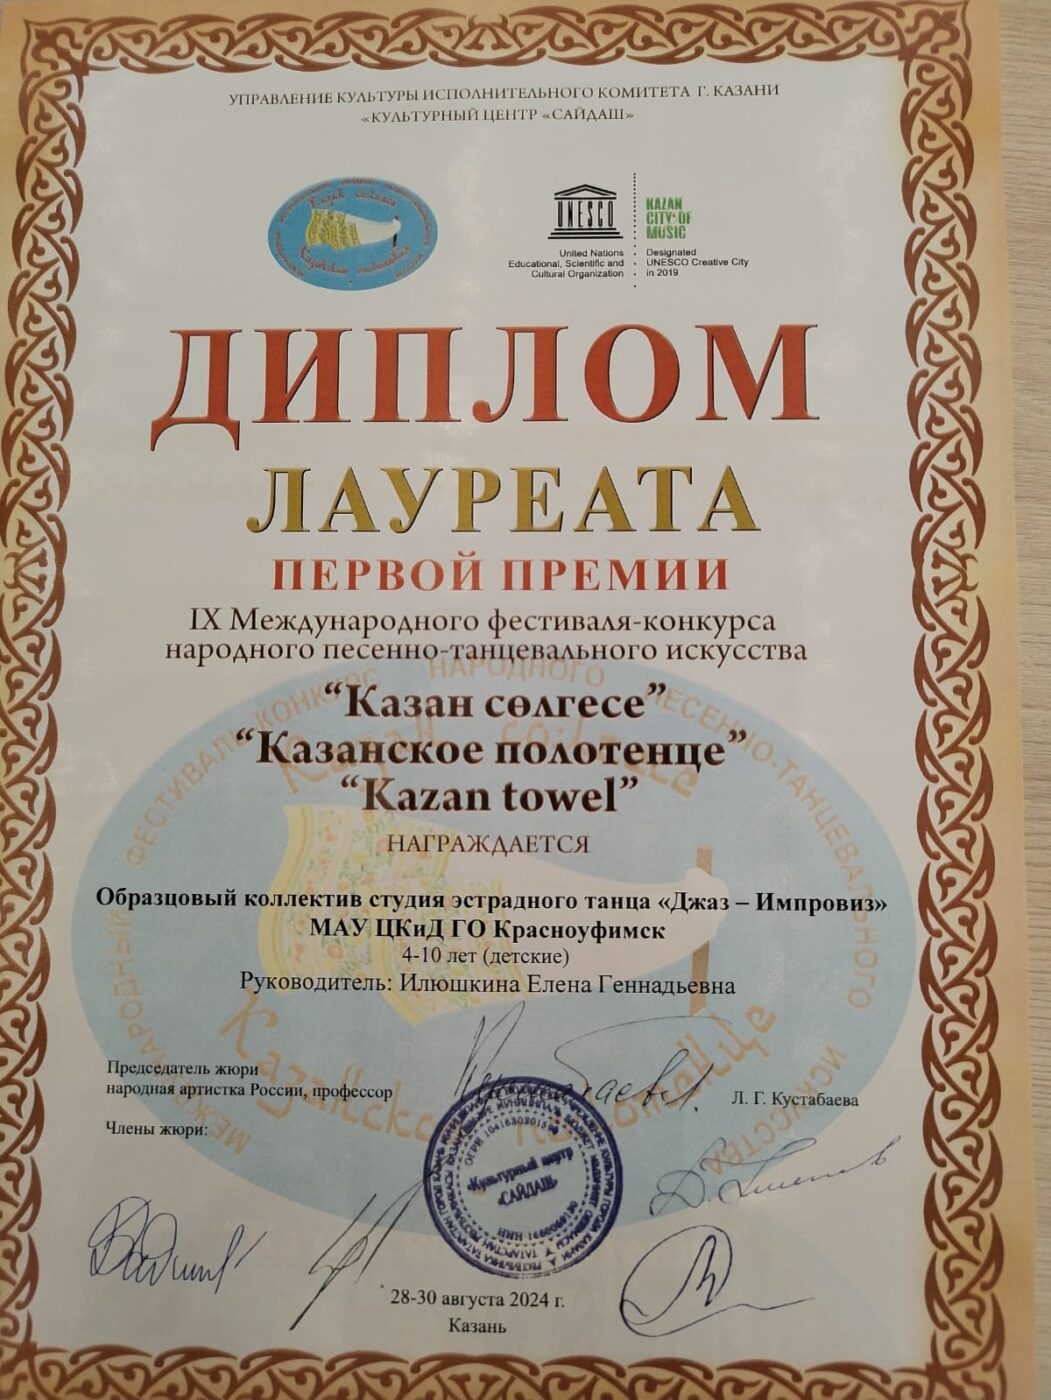 УПРАВЛЕНИЕ КУЛЬТУРЫ ИСПОЛНИТЕЛЬНОГО КОМИТЕТА Г. КАЗАНИ
«КУЛЬТУРНЫЙ ЦЕНТР «САЙДАШ»
UNESCO
KAZAN
CITY OF
MUSIC
United Nations
Educational, Scientific and
Cultural Organization
Designated
UNESCO Creative City
in 2019
ДИПЛОМ
ЛАУРЕАТА
ПЕРВОЙ ПРЕМИИ
IX Международного фестиваля-конкурса
народного песенно-танцевального искусства
“Казан сөлгесе”
“Казанское полотенце”
“Kazan towel”
НАГРАЖДАЕТСЯ
Образцовый коллектив студия эстрадного танца «Джаз – Импровиз»
МАУ ЦКиД ГО Красноуфимск
4-10 лет (детские)
Руководитель: Илюшкина Елена Геннадьевна
Председатель жюри
народная артистка России, профессор
Л. Г. Кустабаева
Члены жюри:
«Культурный центр
«САЙДАШ»
28-30 августа 2024 г.
Казань